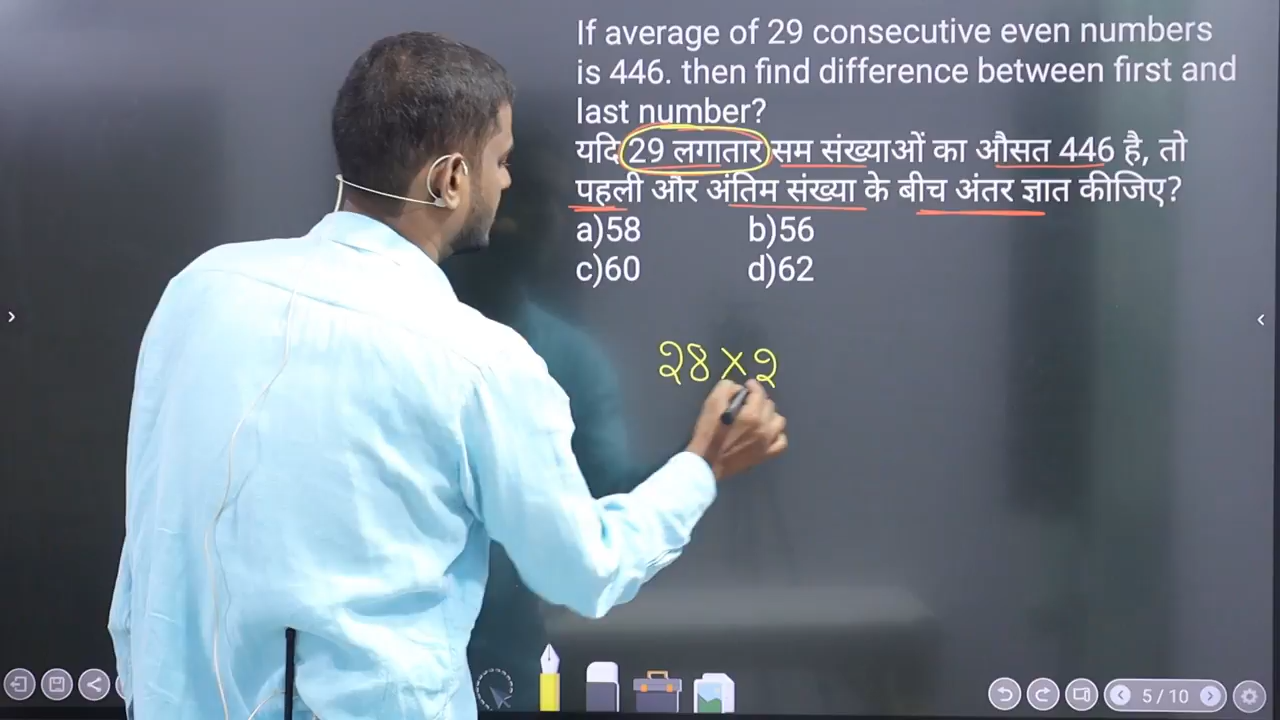 If average of 29 consecutive even numbers
is 446. then find difference between first and
last number?
यदि 29 लगातार सम संख्याओं का औसत 446 है, तो
पहली और अंतिम संख्या के बीच अंतर ज्ञात कीजिए?
a)58 b)56
c)60 d)62
28×2
5 / 10